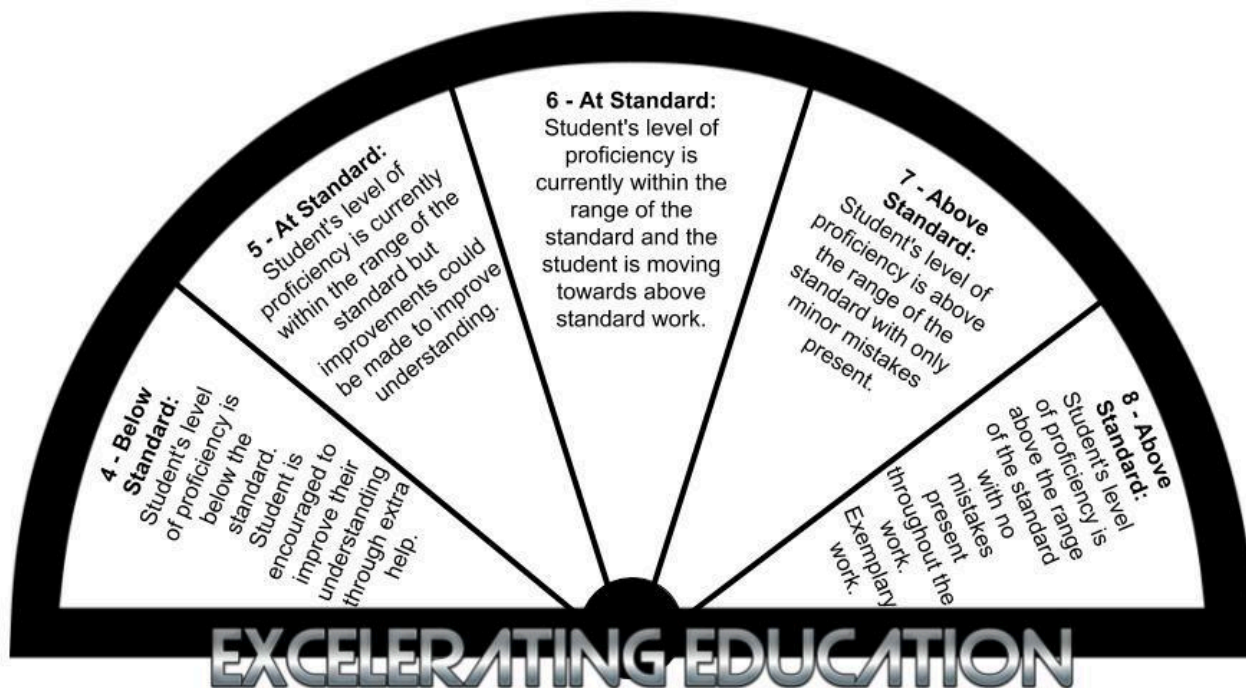 4 - Below
Standard:
Student's level
of proficiency is
below the
standard.
Student is
encouraged to
improve their
understanding
through extra
help.
5 - At Standard:
Student's level of
proficiency is currently
within the range of the
standard but
improvements could
be made to improve
understanding.
6 - At Standard:
Student's level of
proficiency is
currently within the
range of the
standard and the
student is moving
towards above
standard work.
7 - Above
Standard:
Student's level of
proficiency is above
the range of the
standard with only
minor mistakes
present.
8 - Above
Standard:
Student's level
of proficiency is
above the range
of the standard
with no
mistakes
present
throughout the
work.
Exemplary
work.
EXCELERATING EDUCATION